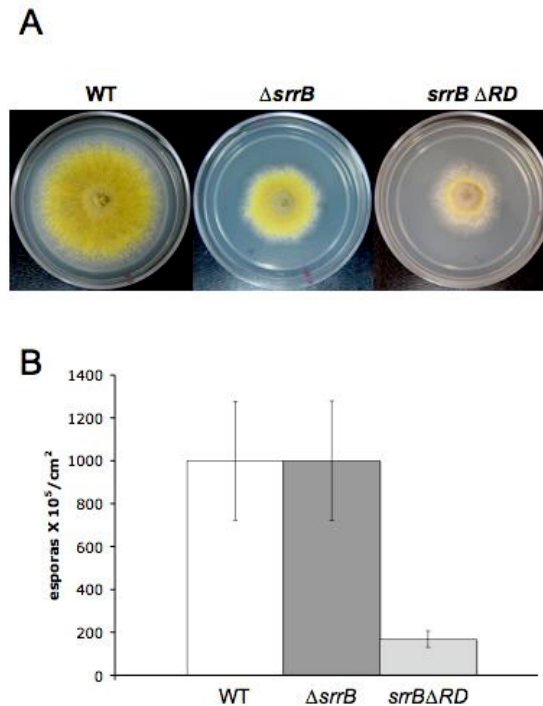 A
WT ΔsrrB srrB ΔRD
B
1400
1200
1000
800
600
400
200
0
esporas X 10⁵/cm²
WT ΔsrrB srrBΔRD